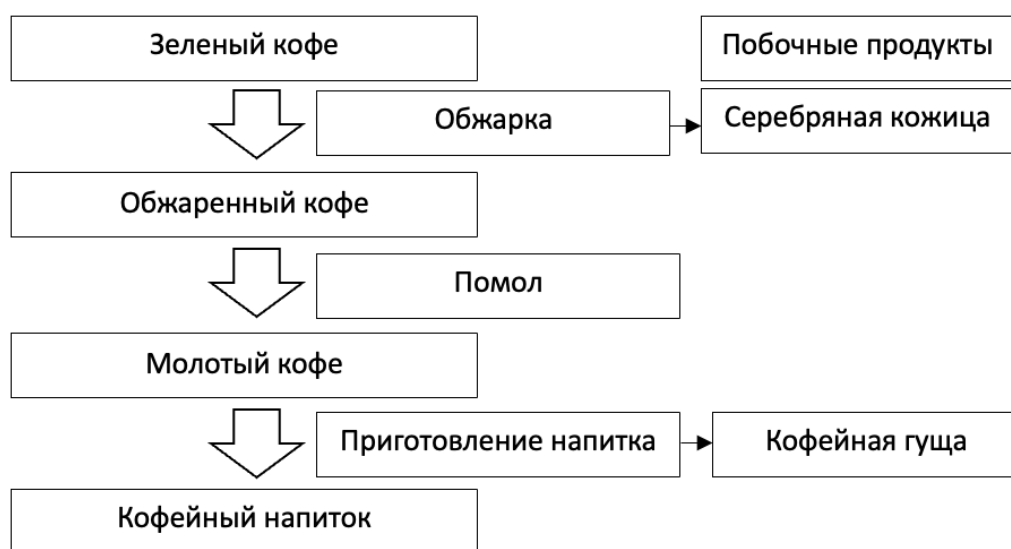 Зеленый кофе
Побочные продукты
Обжарка
Серебряная кожица
Обжаренный кофе
Помол
Молотый кофе
Приготовление напитка
Кофейная гуща
Кофейный напиток